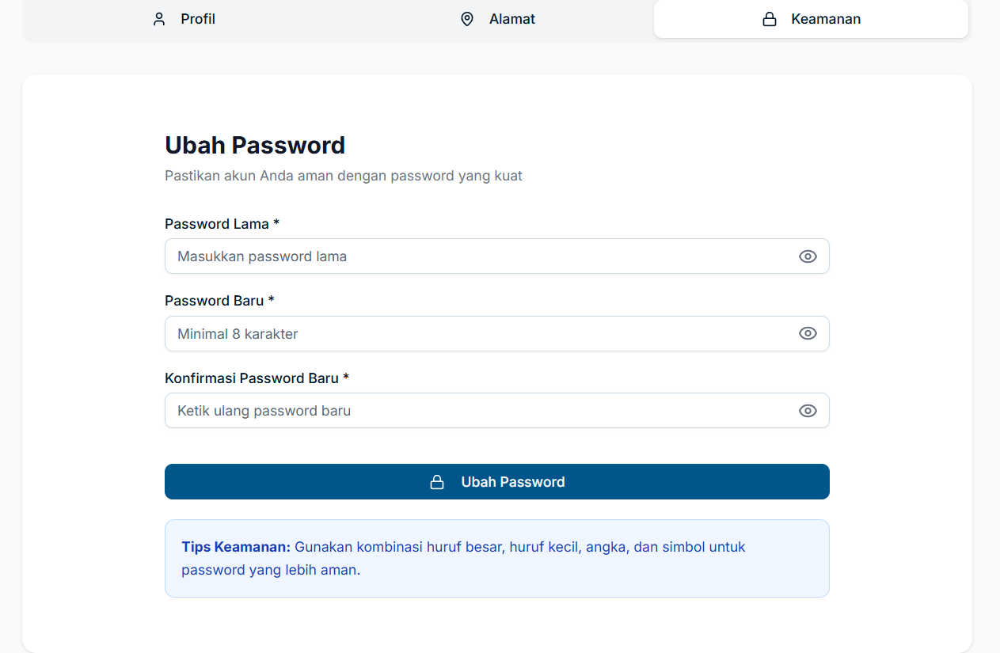 Profil
Alamat
Keamanan
Ubah Password
Pastikan akun Anda aman dengan password yang kuat
Password Lama *
Masukkan password lama
Password Baru *
Minimal 8 karakter
Konfirmasi Password Baru *
Ketik ulang password baru
Ubah Password
Tips Keamanan: Gunakan kombinasi huruf besar, huruf kecil, angka, dan simbol untuk
password yang lebih aman.